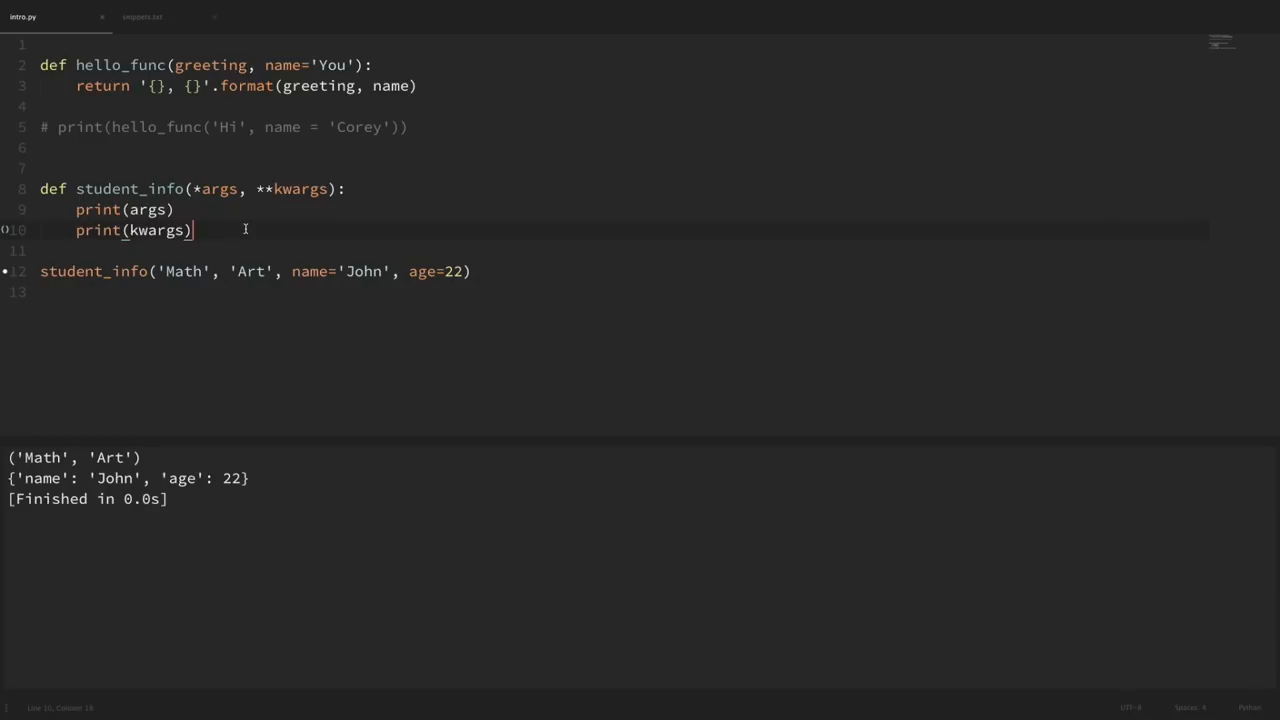 intro.py × snippets.txt ×
1
2 def hello_func(greeting, name='You'):
3     return '{}, {}'.format(greeting, name)
4
5 # print(hello_func('Hi', name = 'Corey'))
6
7
8 def student_info(*args, **kwargs):
9     print(args)
()10     print(kwargs)
11
•12 student_info('Math', 'Art', name='John', age=22)
13
('Math', 'Art')
{'name': 'John', 'age': 22}
[Finished in 0.0s]
Line 10, Column 18 UTF-8 Spaces: 4 Python